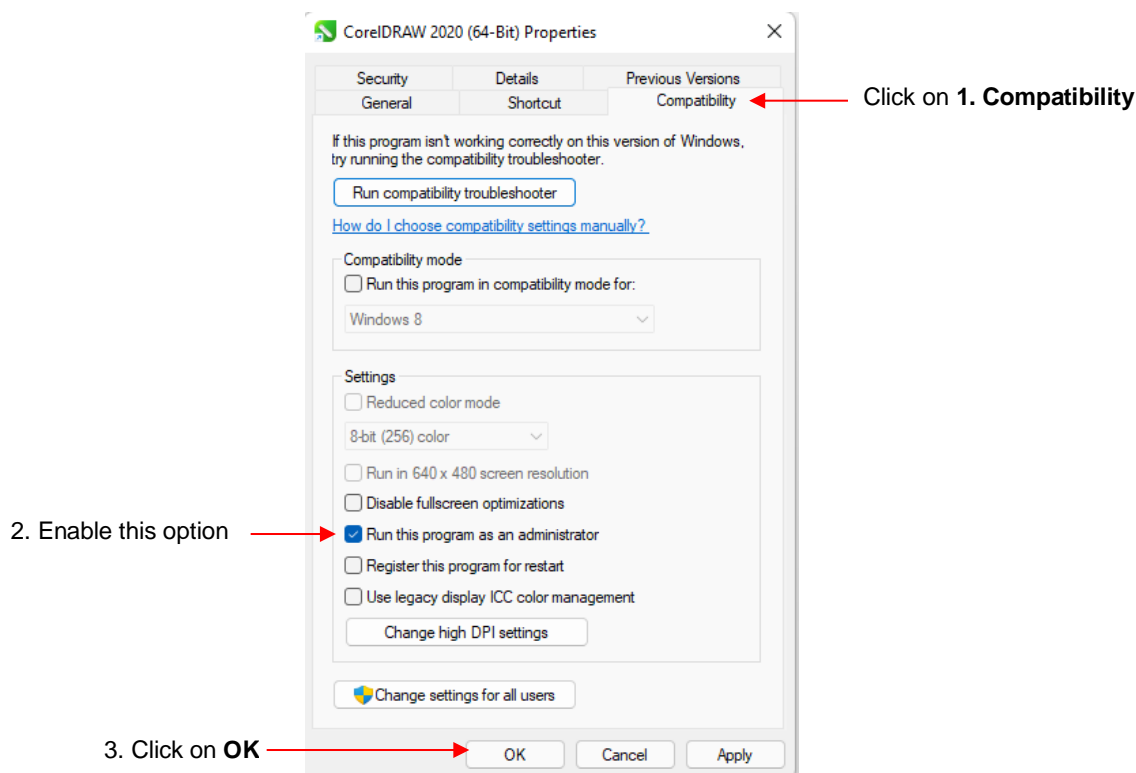 CorelDRAW 2020 (64-Bit) Properties
Security Details Previous Versions
General Shortcut Compatibility
Click on 1. Compatibility
If this program isn't working correctly on this version of Windows,
try running the compatibility troubleshooter.
Run compatibility troubleshooter
How do I choose compatibility settings manually?
Compatibility mode
Run this program in compatibility mode for:
Windows 8
Settings
Reduced color mode
8-bit (256) color
Run in 640 x 480 screen resolution
Disable fullscreen optimizations
2. Enable this option
Run this program as an administrator
Register this program for restart
Use legacy display ICC color management
Change high DPI settings
Change settings for all users
3. Click on OK
OK Cancel Apply